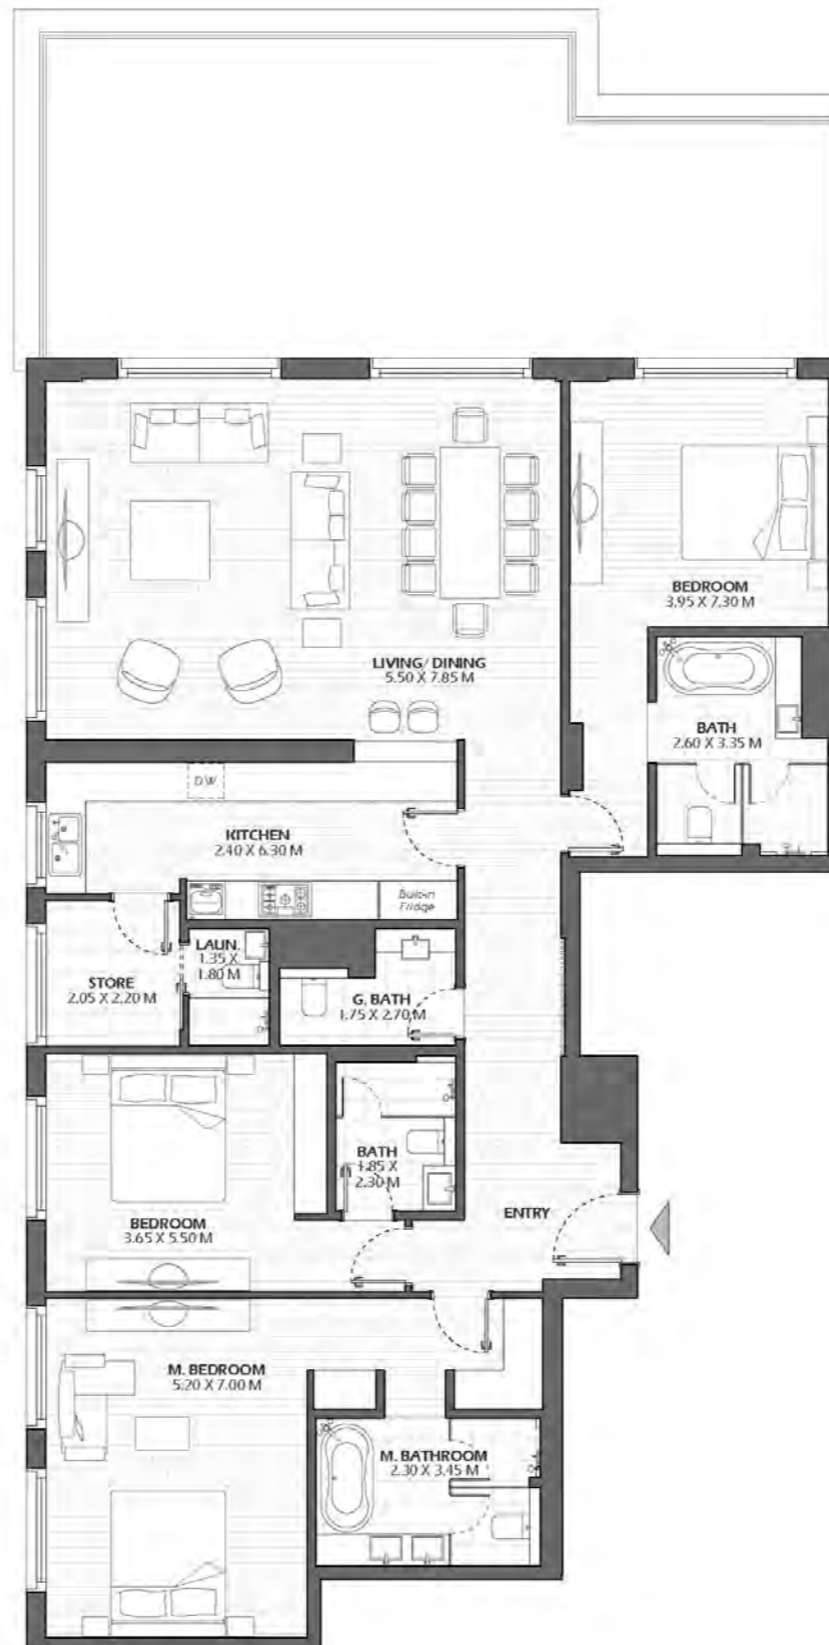 LIVING/ DINING
5.50 X 7.85 M
BEDROOM
3.95 X 7.30 M
BATH
2.60 X 3.35 M
DW
KITCHEN
2.40 X 6.30 M
Built-in
Fridge
LAUN.
1.35 X
1.80 M
STORE
2.05 X 2.20 M
G. BATH
1.75 X 2.70 M
BATH
1.85 X
2.30 M
BEDROOM
3.65 X 5.50 M
ENTRY
M. BEDROOM
5.20 X 7.00 M
M. BATHROOM
2.30 X 3.45 M